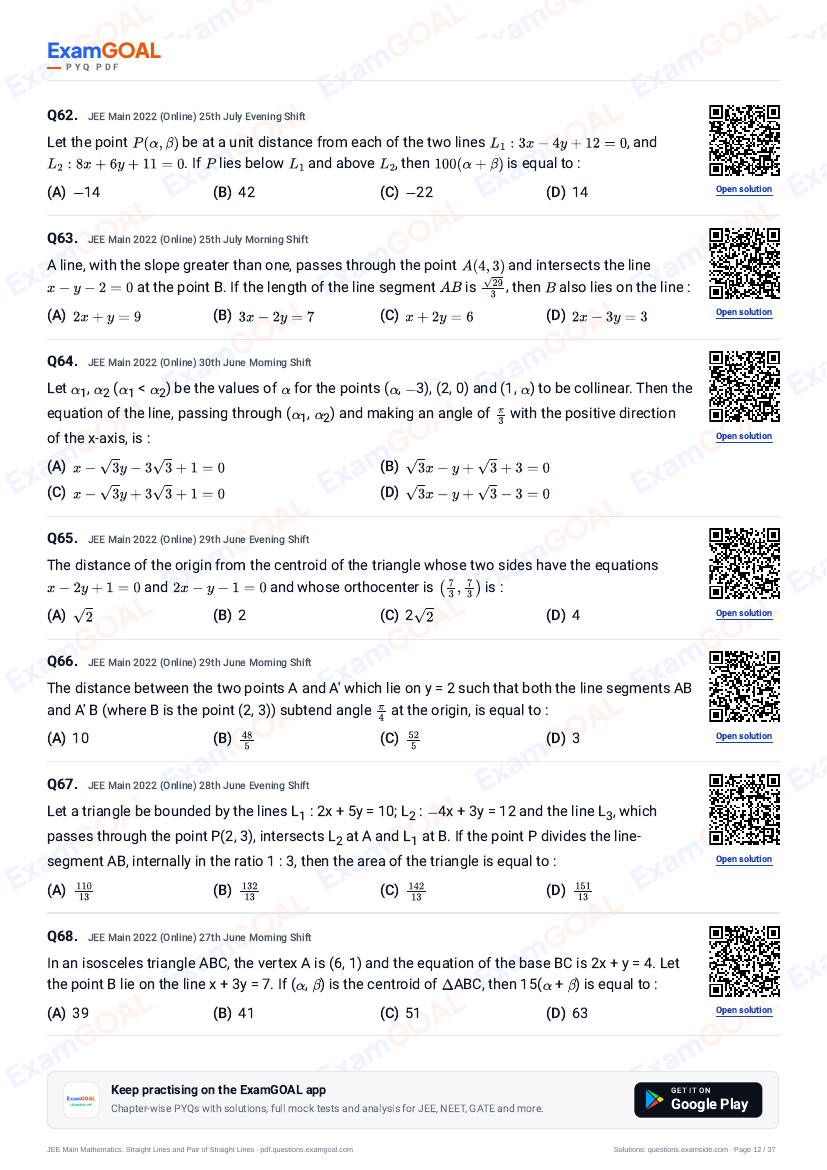 ExamGOAL
PYQ PDF
Q62. JEE Main 2022 (Online) 25th July Evening Shift
Let the point P(α, β) be at a unit distance from each of the two lines L₁ : 3x − 4y + 12 = 0, and
L₂ : 8x + 6y + 11 = 0. If P lies below L₁ and above L₂, then 100(α + β) is equal to :
(A) −14 (B) 42 (C) −22 (D) 14
Open solution
Q63. JEE Main 2022 (Online) 25th July Morning Shift
A line, with the slope greater than one, passes through the point A(4, 3) and intersects the line
x − y − 2 = 0 at the point B. If the length of the line segment AB is √29/3, then B also lies on the line :
(A) 2x + y = 9 (B) 3x − 2y = 7 (C) x + 2y = 6 (D) 2x − 3y = 3
Open solution
Q64. JEE Main 2022 (Online) 30th June Morning Shift
Let α₁, α₂ (α₁ < α₂) be the values of α for the points (α, −3), (2, 0) and (1, α) to be collinear. Then the
equation of the line, passing through (α₁, α₂) and making an angle of π/3 with the positive direction
of the x-axis, is :
(A) x − √3y − 3√3 + 1 = 0 (B) √3x − y + √3 + 3 = 0
(C) x − √3y + 3√3 + 1 = 0 (D) √3x − y + √3 − 3 = 0
Open solution
Q65. JEE Main 2022 (Online) 29th June Evening Shift
The distance of the origin from the centroid of the triangle whose two sides have the equations
x − 2y + 1 = 0 and 2x − y − 1 = 0 and whose orthocenter is (7/3, 7/3) is :
(A) √2 (B) 2 (C) 2√2 (D) 4
Open solution
Q66. JEE Main 2022 (Online) 29th June Morning Shift
The distance between the two points A and A' which lie on y = 2 such that both the line segments AB
and A' B (where B is the point (2, 3)) subtend angle π/4 at the origin, is equal to :
(A) 10 (B) 48/5 (C) 52/5 (D) 3
Open solution
Q67. JEE Main 2022 (Online) 28th June Evening Shift
Let a triangle be bounded by the lines L₁ : 2x + 5y = 10; L₂ : −4x + 3y = 12 and the line L₃, which
passes through the point P(2, 3), intersects L₂ at A and L₁ at B. If the point P divides the line-
segment AB, internally in the ratio 1 : 3, then the area of the triangle is equal to :
(A) 110/13 (B) 132/13 (C) 142/13 (D) 151/13
Open solution
Q68. JEE Main 2022 (Online) 27th June Morning Shift
In an isosceles triangle ABC, the vertex A is (6, 1) and the equation of the base BC is 2x + y = 4. Let
the point B lie on the line x + 3y = 7. If (α, β) is the centroid of ΔABC, then 15(α + β) is equal to :
(A) 39 (B) 41 (C) 51 (D) 63
Open solution
ExamGOAL
Keep practising on the ExamGOAL app
Chapter-wise PYQs with solutions, full mock tests and analysis for JEE, NEET, GATE and more.
GET IT ON
Google Play
JEE Main Mathematics: Straight Lines and Pair of Straight Lines · pdf.questions.examgoal.com
Solutions: questions.examside.com · Page 12 / 37